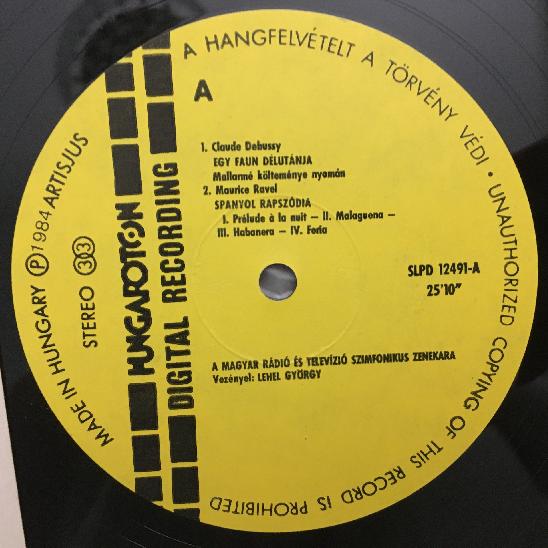 A HANGFELVÉTELT A TÖRVÉNY VÉDI • UNAUTHORIZED COPYING OF THIS RECORD IS PROHIBITED
MADE IN HUNGARY Ⓟ 1984 ARTISJUS
STEREO 33
HUNGAROTON
DIGITAL RECORDING
A
1. Claude Debussy
EGY FAUN DÉLUTÁNJA
Mallarmé költeménye nyomán
2. Maurice Ravel
SPANYOL RAPSZÓDIA
I. Prélude à la nuit – II. Malaguena –
III. Habanera – IV. Feria
SLPD 12491-A
25'10"
A MAGYAR RÁDIÓ ÉS TELEVÍZIÓ SZIMFONIKUS ZENEKARA
Vezényel: LEHEL GYÖRGY